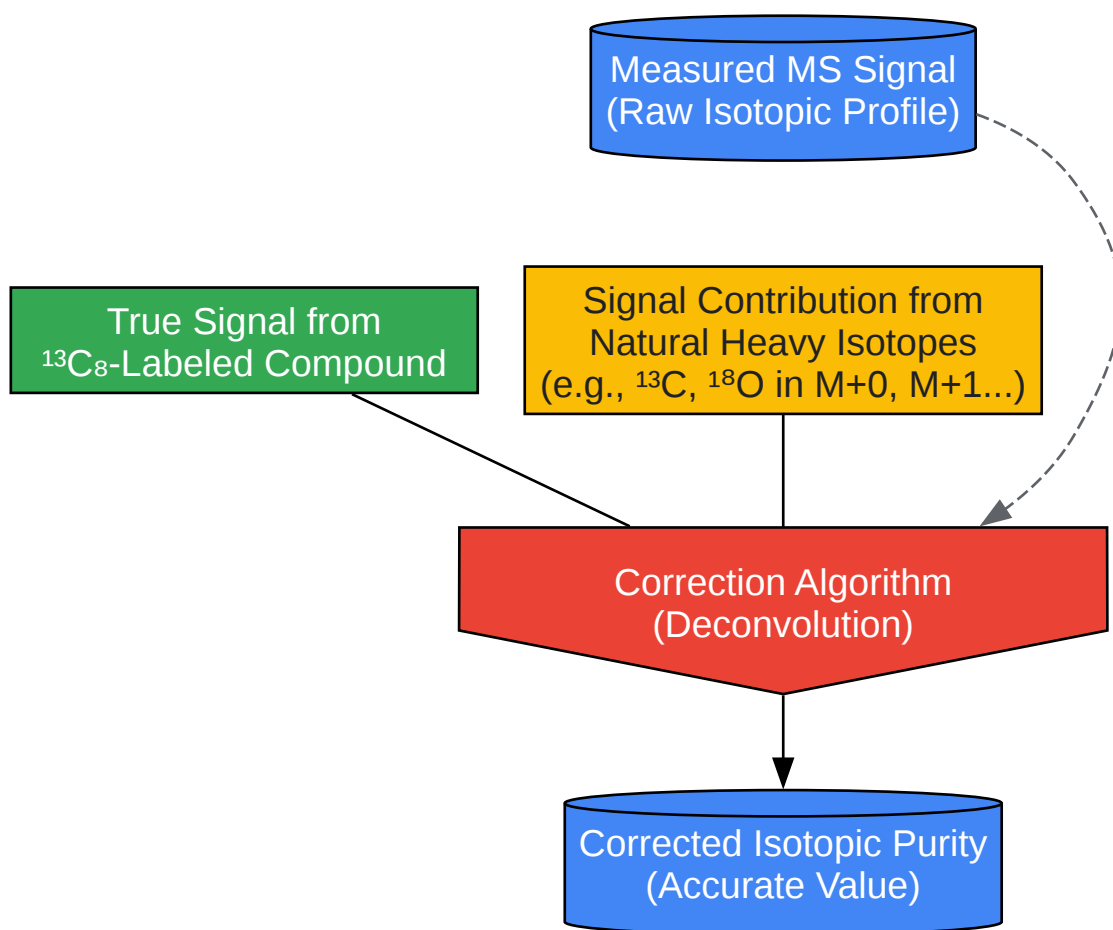 Measured MS Signal
(Raw Isotopic Profile)
True Signal from
¹³C₈-Labeled Compound
Signal Contribution from
Natural Heavy Isotopes
(e.g., ¹³C, ¹⁸O in M+0, M+1...)
Correction Algorithm
(Deconvolution)
Corrected Isotopic Purity
(Accurate Value)